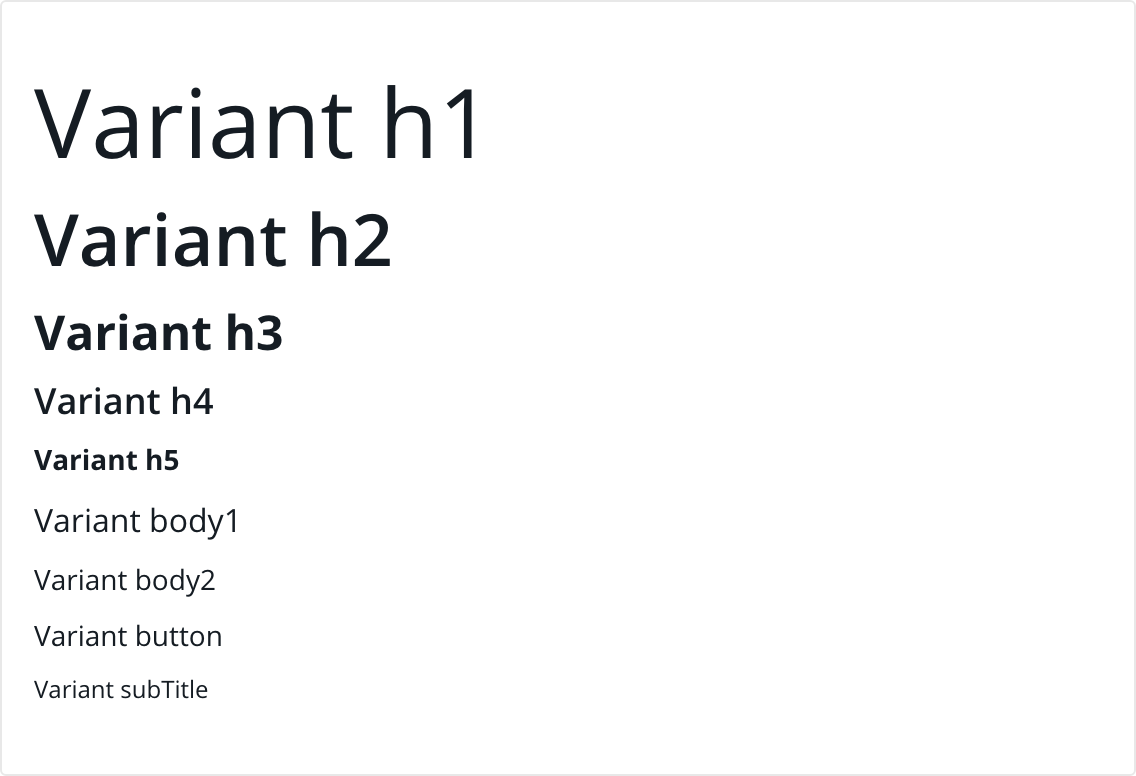 Variant h1
Variant h2
Variant h3
Variant h4
Variant h5
Variant body1
Variant body2
Variant button
Variant subTitle